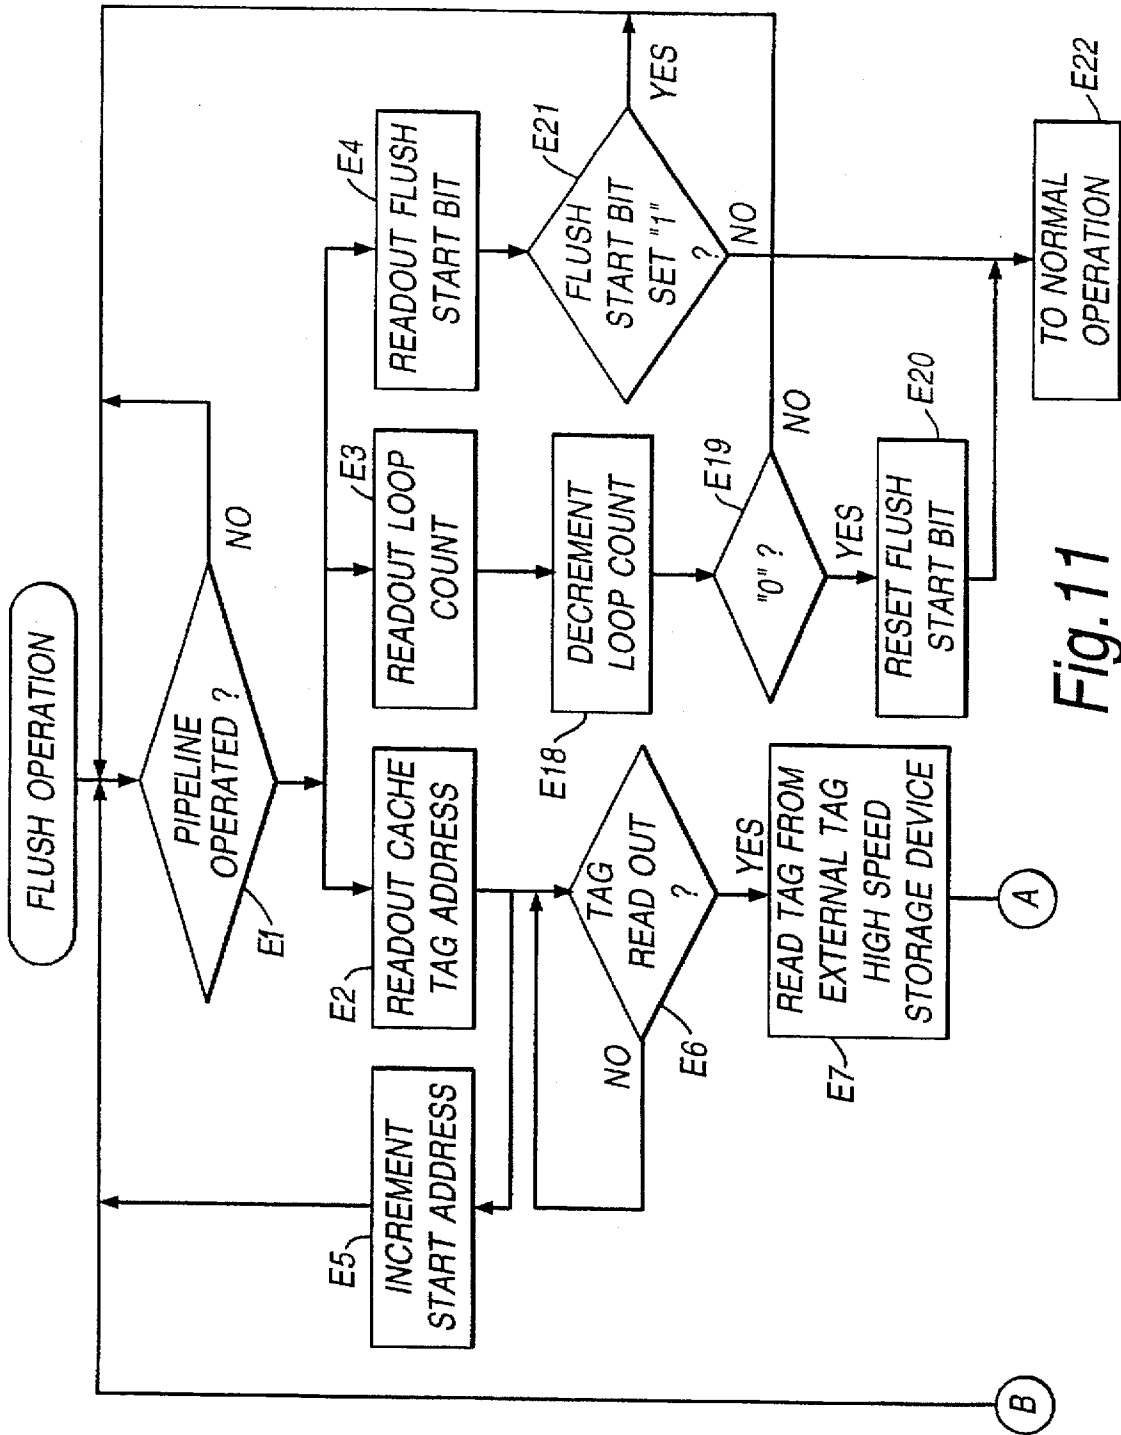 FLUSH OPERATION
PIPELINE
OPERATED ?
E1
NO
E5
INCREMENT
START ADDRESS
E2
READOUT CACHE
TAG ADDRESS
E3
READOUT LOOP
COUNT
E4
READOUT FLUSH
START BIT
TAG
READ OUT
?
E6
NO
YES
E18
DECREMENT
LOOP COUNT
FLUSH
START BIT
SET "1"
?
E21
YES
NO
E7
READ TAG FROM
EXTERNAL TAG
HIGH SPEED
STORAGE DEVICE
"0" ?
E19
NO
YES
RESET FLUSH
START BIT
E20
TO NORMAL
OPERATION
E22
A
B
Fig.11